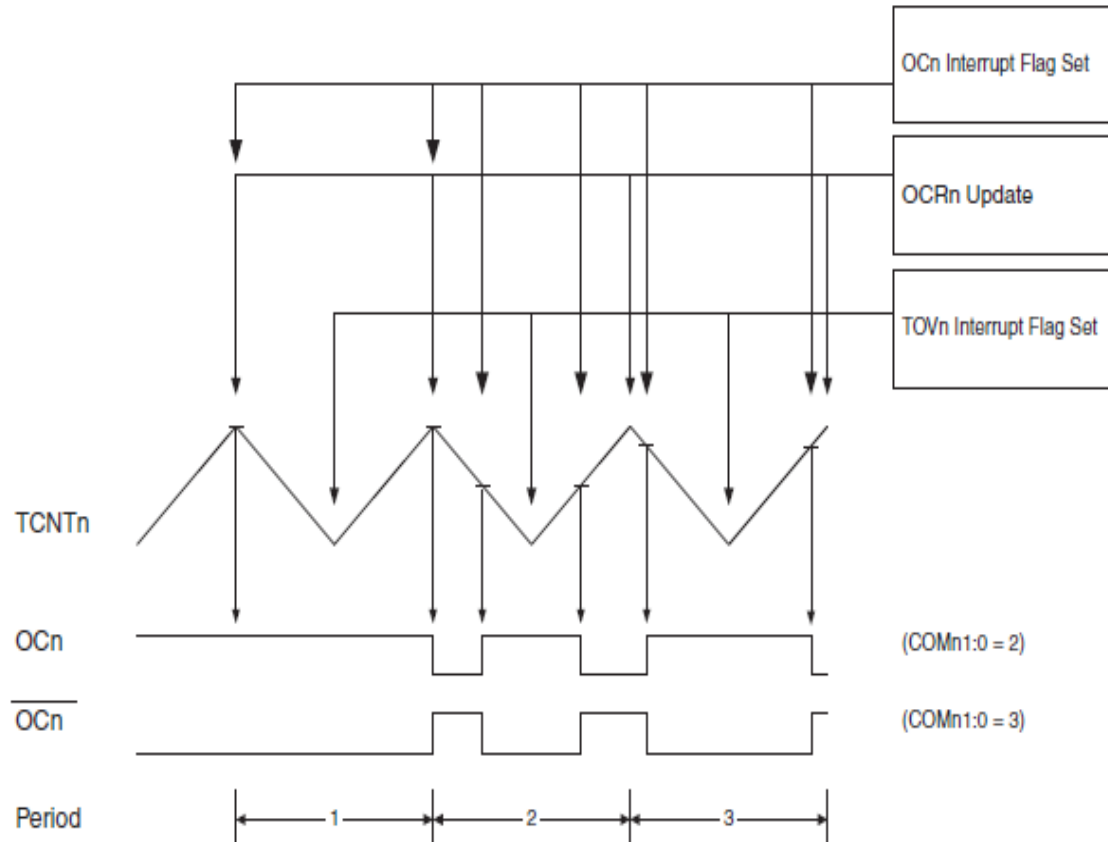 OCn Interrupt Flag Set
OCRn Update
TOVn Interrupt Flag Set
TCNTn
OCn
(COMn1:0 = 2)
OCn
(COMn1:0 = 3)
Period
1
2
3